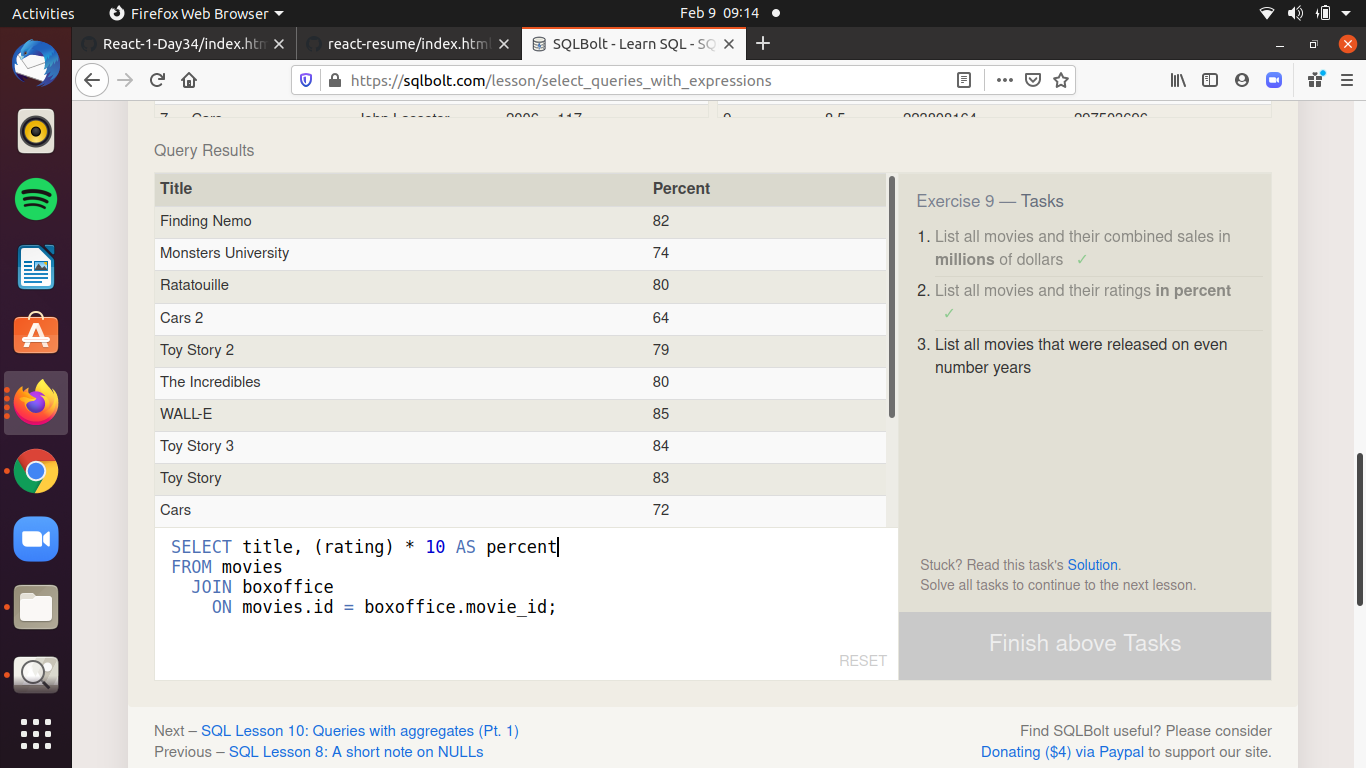 Activities Firefox Web Browser Feb 9 09:14
React-1-Day34/index.htm react-resume/index.html SQLBolt - Learn SQL - SQ
https://sqlbolt.com/lesson/select_queries_with_expressions
Query Results
Title Percent
Finding Nemo 82
Monsters University 74
Ratatouille 80
Cars 2 64
Toy Story 2 79
The Incredibles 80
WALL-E 85
Toy Story 3 84
Toy Story 83
Cars 72
SELECT title, (rating) * 10 AS percent
FROM movies
JOIN boxoffice
ON movies.id = boxoffice.movie_id;
RESET
Exercise 9 — Tasks
1. List all movies and their combined sales in
millions of dollars ✓
2. List all movies and their ratings in percent
✓
3. List all movies that were released on even
number years
Stuck? Read this task's Solution.
Solve all tasks to continue to the next lesson.
Finish above Tasks
Next – SQL Lesson 10: Queries with aggregates (Pt. 1)
Previous – SQL Lesson 8: A short note on NULLs
Find SQLBolt useful? Please consider
Donating ($4) via Paypal to support our site.